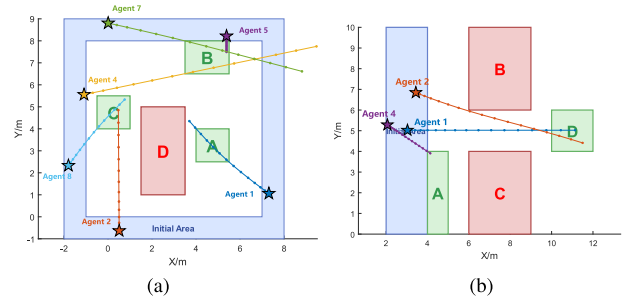 9
8
7
6
5
4
3
2
1
0
-1
Y/m
-2
0
2
4
6
8
X/m
Agent 7
Agent 5
Agent 4
Agent 8
Agent 2
Agent 1
A
B
C
D
Initial Area
(a)
10
9
8
7
6
5
4
3
2
1
0
Y/m
2
4
6
8
10
12
X/m
Agent 2
Agent 4
Agent 1
Initial Area
A
B
C
D
(b)